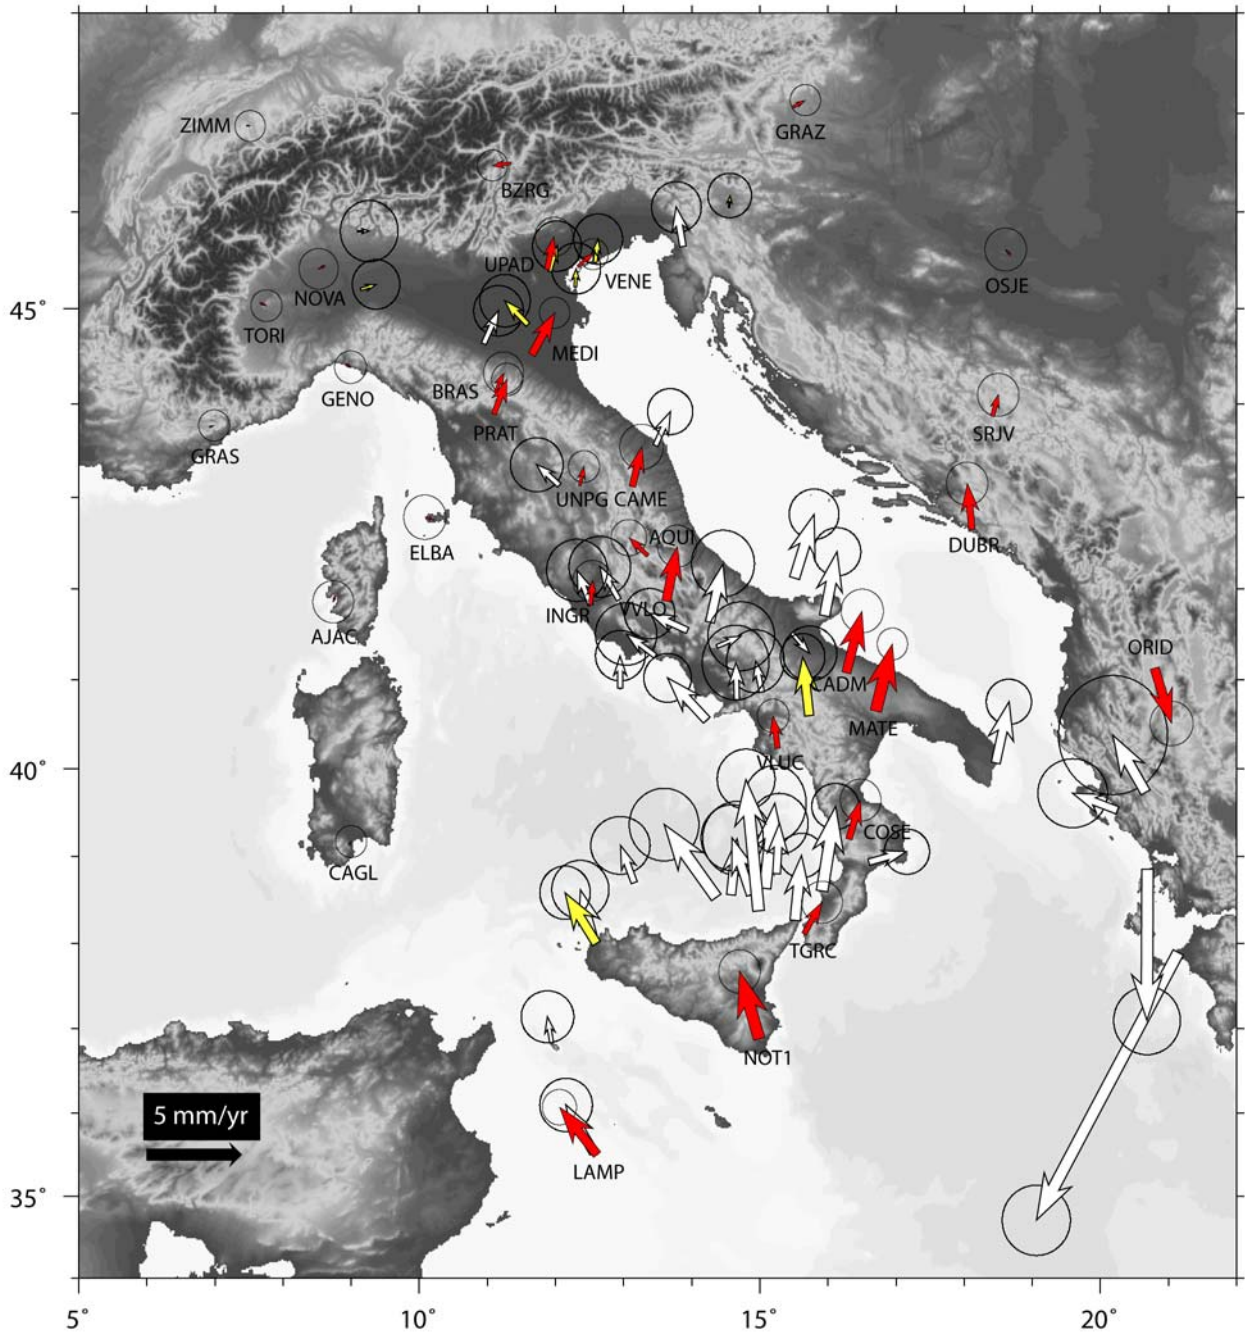 ZIMM
GRAZ
BZRG
UPAD
VENE
OSJE
NOVA
45°
TORI
MEDI
GENO
BRAS
PRAT
SRJV
GRAS
UNPG
CAME
ELBA
AQUI
DUBR
INGR
VVLO
AJAC
ORID
CADM
MATE
VLUC
40°
COSE
CAGL
TGRC
NOT1
5 mm/yr
LAMP
35°
5°
10°
15°
20°